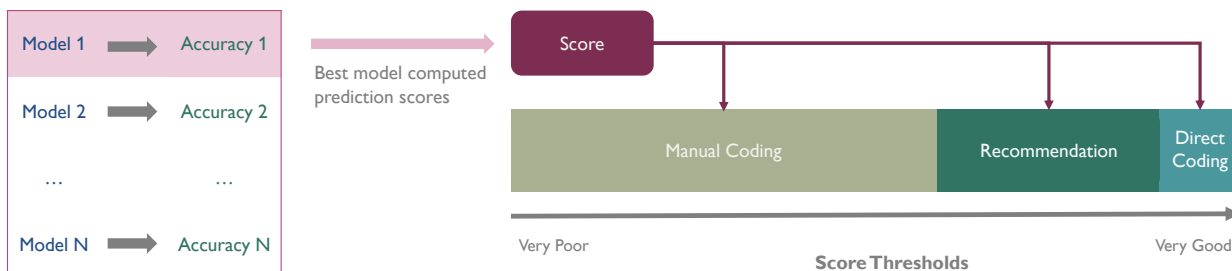 Model 1 Accuracy 1
Model 2 Accuracy 2
... ...
Model N Accuracy N
Best model computed
prediction scores
Score
Manual Coding
Recommendation
Direct
Coding
Very Poor
Very Good
Score Thresholds